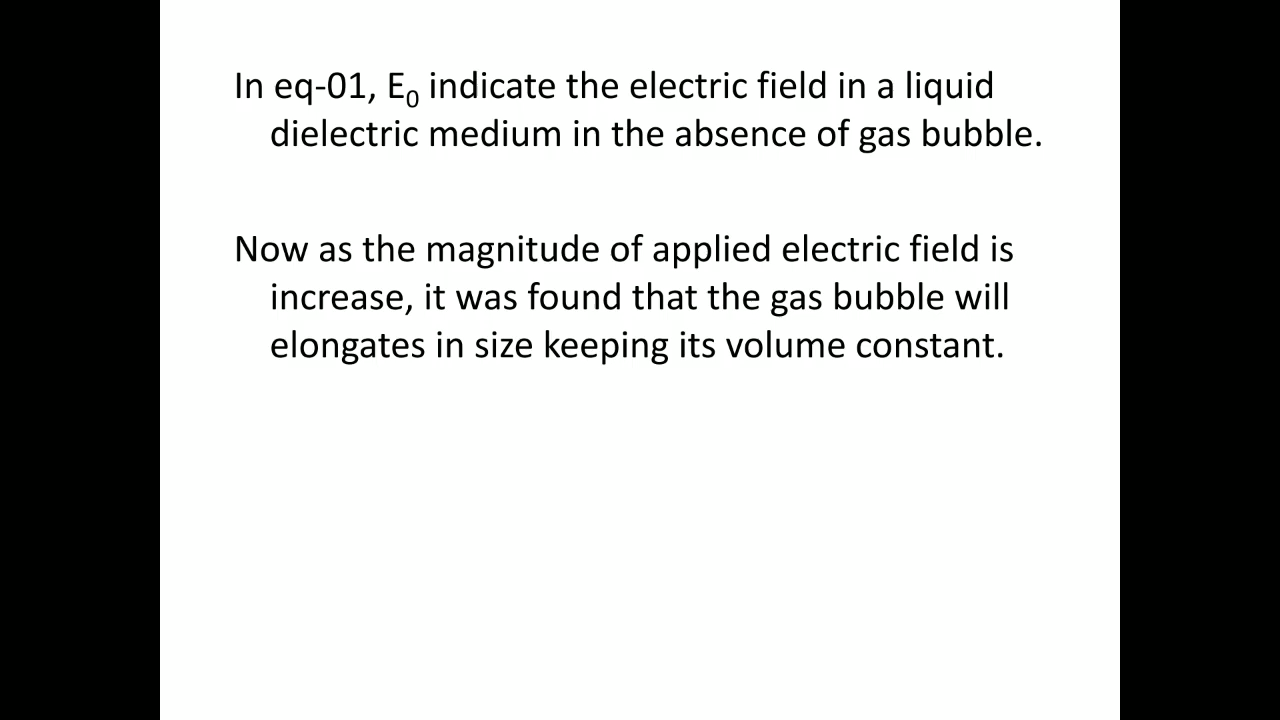 In eq-01, E₀ indicate the electric field in a liquid
dielectric medium in the absence of gas bubble.
Now as the magnitude of applied electric field is
increase, it was found that the gas bubble will
elongates in size keeping its volume constant.